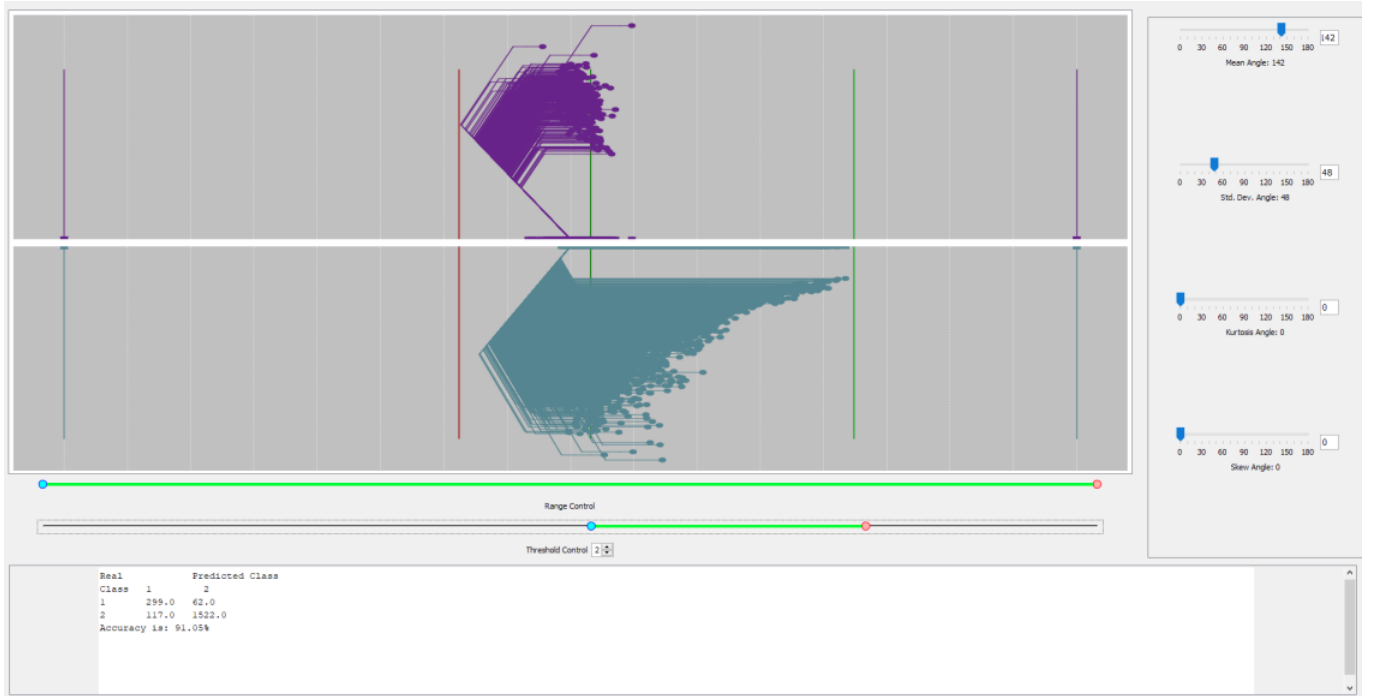 142
0 30 60 90 120 150 180
Mean Angle: 142
48
0 30 60 90 120 150 180
Std. Dev. Angle: 48
0
0 30 60 90 120 150 180
Kurtosis Angle: 0
0
0 30 60 90 120 150 180
Skew Angle: 0
Range Control
Threshold Control 2
Real Predicted Class
Class 1 2
1 299.0 62.0
2 117.0 1522.0
Accuracy is: 91.05%